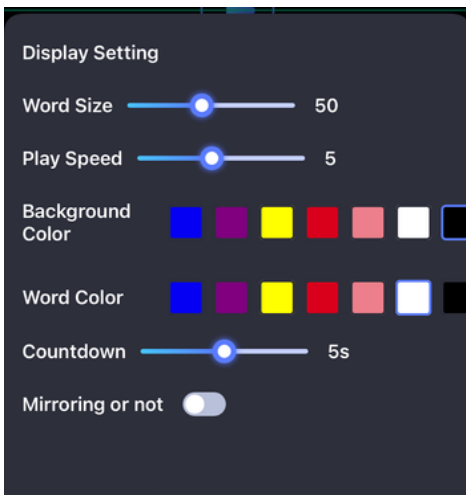 Display Setting
Word Size 50
Play Speed 5
Background
Color
Word Color
Countdown 5s
Mirroring or not